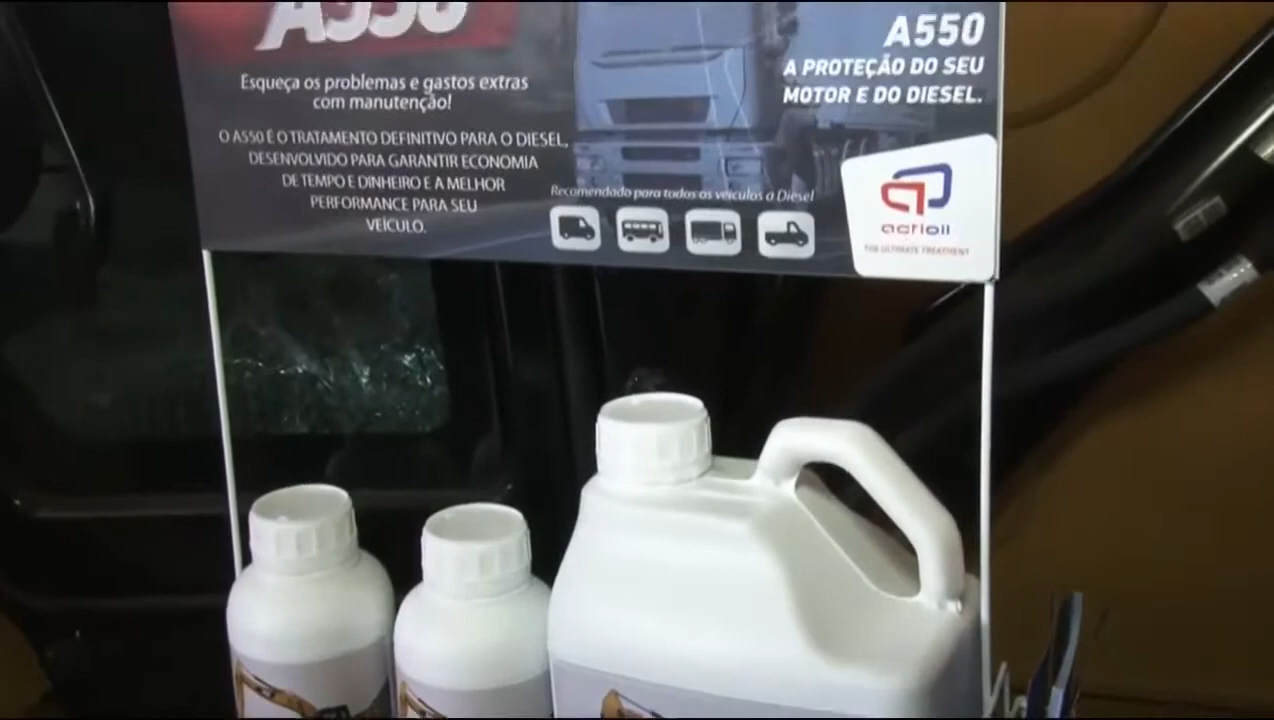 A550
Esqueça os problemas e gastos extras
com manutenção!
O A550 É O TRATAMENTO DEFINITIVO PARA O DIESEL,
DESENVOLVIDO PARA GARANTIR ECONOMIA
DE TEMPO E DINHEIRO E A MELHOR
PERFORMANCE PARA SEU
VEÍCULO.
A550
A PROTEÇÃO DO SEU
MOTOR E DO DIESEL.
Recomendado para todos os veículos a Diesel
actioil
THE ULTIMATE TREATMENT